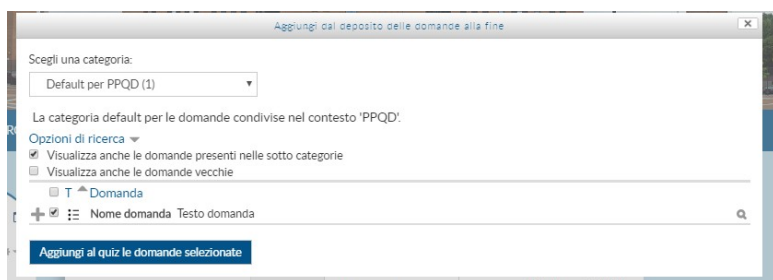 Aggiungi dal deposito delle domande alla fine
Scegli una categoria:
Default per PPQD (1)
La categoria default per le domande condivise nel contesto 'PPQD'.
Opzioni di ricerca
Visualizza anche le domande presenti nelle sotto categorie
Visualizza anche le domande vecchie
T Domanda
Nome domanda Testo domanda
Aggiungi al quiz le domande selezionate